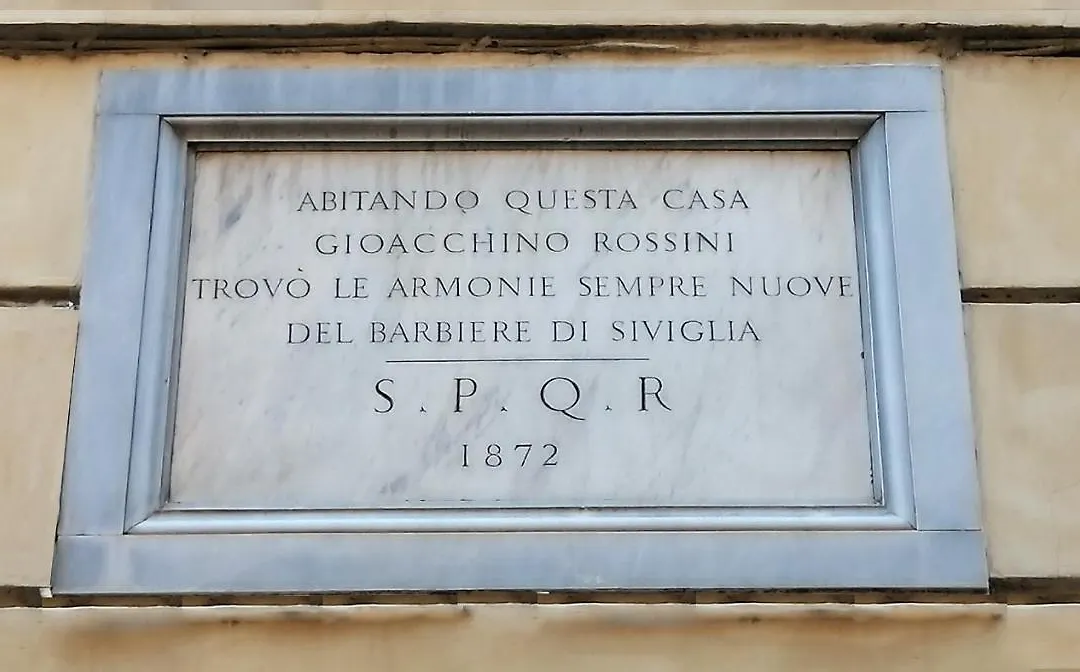 ABITANDO QUESTA CASA
GIOACCHINO ROSSINI
TROVÒ LE ARMONIE SEMPRE NUOVE
DEL BARBIERE DI SIVIGLIA
S.P.Q.R
1872